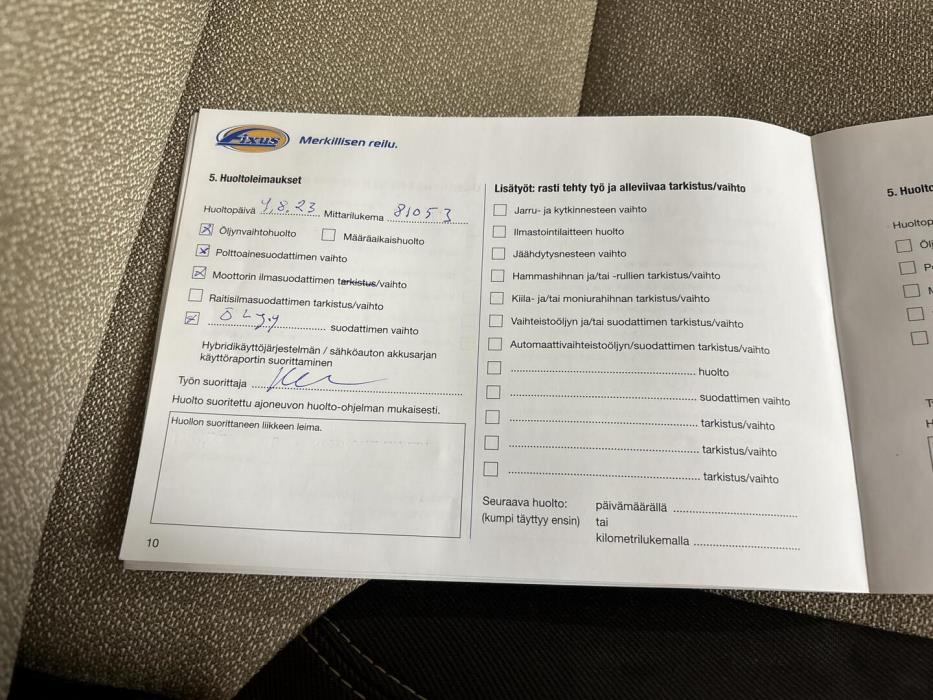 Fixus Merkillisen reilu.
5. Huoltoleimaukset
Huoltopäivä 4.8.23 Mittarilukema 81053
Öljynvaihtohuolto Määräaikaishuolto
Polttoainesuodattimen vaihto
Moottorin ilmasuodattimen tarkistus/vaihto
Raitisilmasuodattimen tarkistus/vaihto
Öljy suodattimen vaihto
Hybridikäyttöjärjestelmän / sähköauton akkusarjan
käyttöraportin suorittaminen
Työn suorittaja
Huolto suoritettu ajoneuvon huolto-ohjelman mukaisesti.
Huollon suorittaneen liikkeen leima.
10
Lisätyöt: rasti tehty työ ja alleviivaa tarkistus/vaihto
Jarru- ja kytkinnesteen vaihto
Ilmastointilaitteen huolto
Jäähdytysnesteen vaihto
Hammashihnan ja/tai -rullien tarkistus/vaihto
Kiila- ja/tai moniurahihnan tarkistus/vaihto
Vaihteistoöljyn ja/tai suodattimen tarkistus/vaihto
Automaattivaihteistoöljyn/suodattimen tarkistus/vaihto
huolto
suodattimen vaihto
tarkistus/vaihto
tarkistus/vaihto
tarkistus/vaihto
Seuraava huolto: päivämäärällä
(kumpi täyttyy ensin) tai
kilometrilukemalla
5.